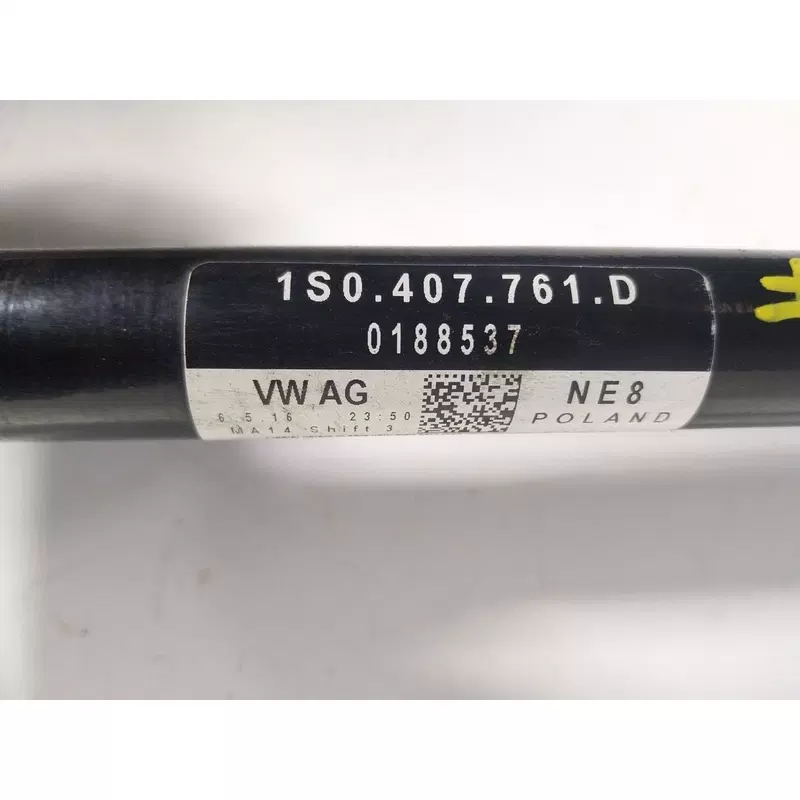 1S0.407.761.D
0188537
VW AG NE8
6 5 16 23:50 POLAND
MA14 Shift 3